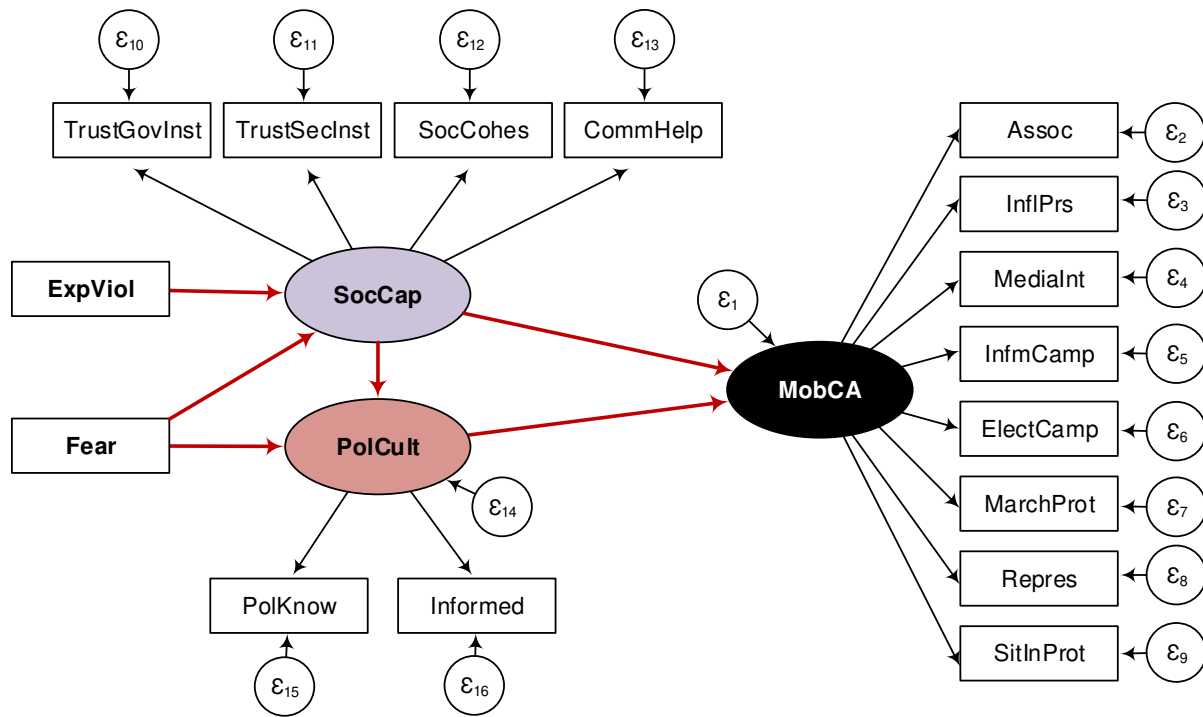 ε10
ε11
ε12
ε13
TrustGovInst
TrustSecInst
SocCohes
CommHelp
Assoc
ε2
InflPrs
ε3
ExpViol
SocCap
ε1
MediaInt
ε4
InfmCamp
ε5
MobCA
Fear
PolCult
ElectCamp
ε6
ε14
MarchProt
ε7
PolKnow
Informed
Repres
ε8
ε15
ε16
SitInProt
ε9